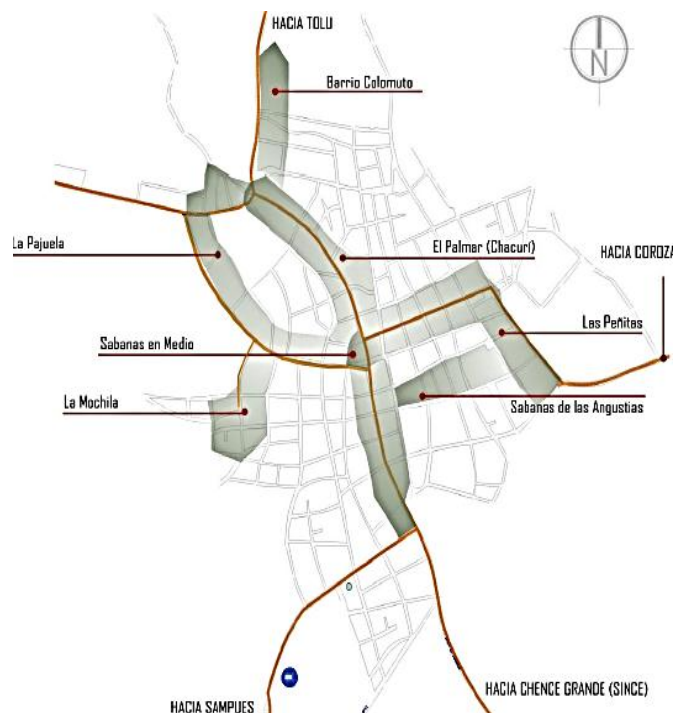 HACIA TOLU
N
Barrio Colomuto
La Pajuela
El Palmar (Chacurí)
HACIA COROZA
Las Peñitas
Sabanas en Medio
La Mochila
Sabanas de las Angustias
HACIA CHENCE GRANDE (SINCE)
HACIA SAMPUES